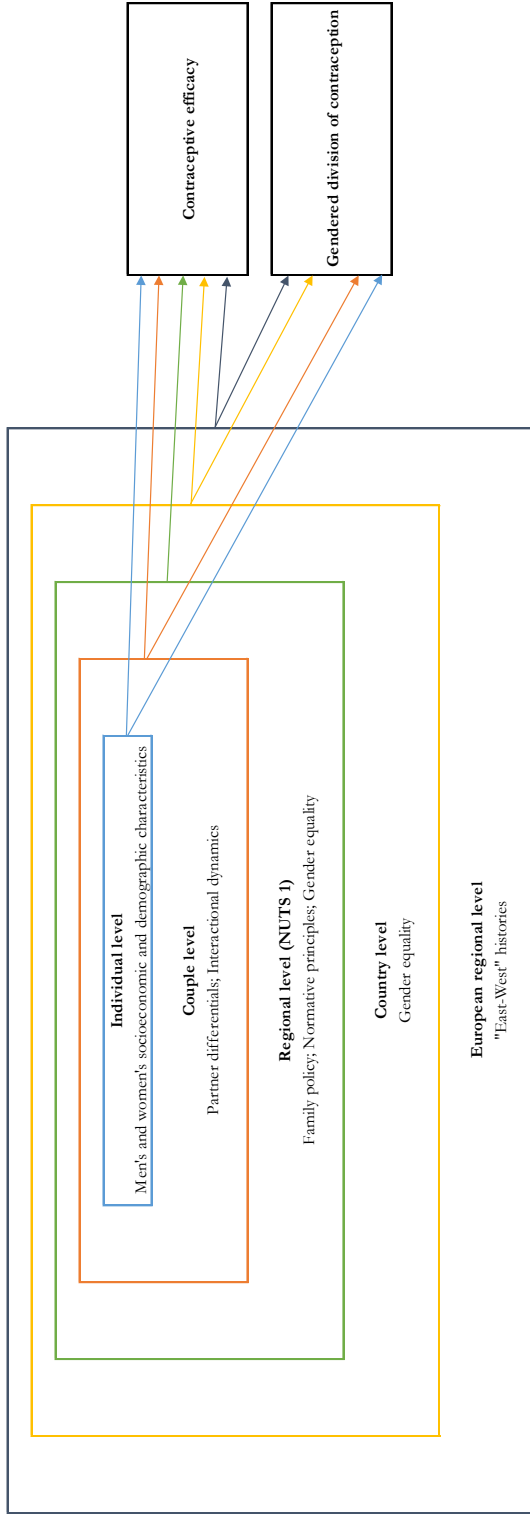 Individual level
Men's and women's socioeconomic and demographic characteristics
Couple level
Partner differentials; Interactional dynamics
Regional level (NUTS 1)
Family policy; Normative principles; Gender equality
Country level
Gender equality
European regional level
"East-West" histories
Contraceptive efficacy
Gendered division of contraception